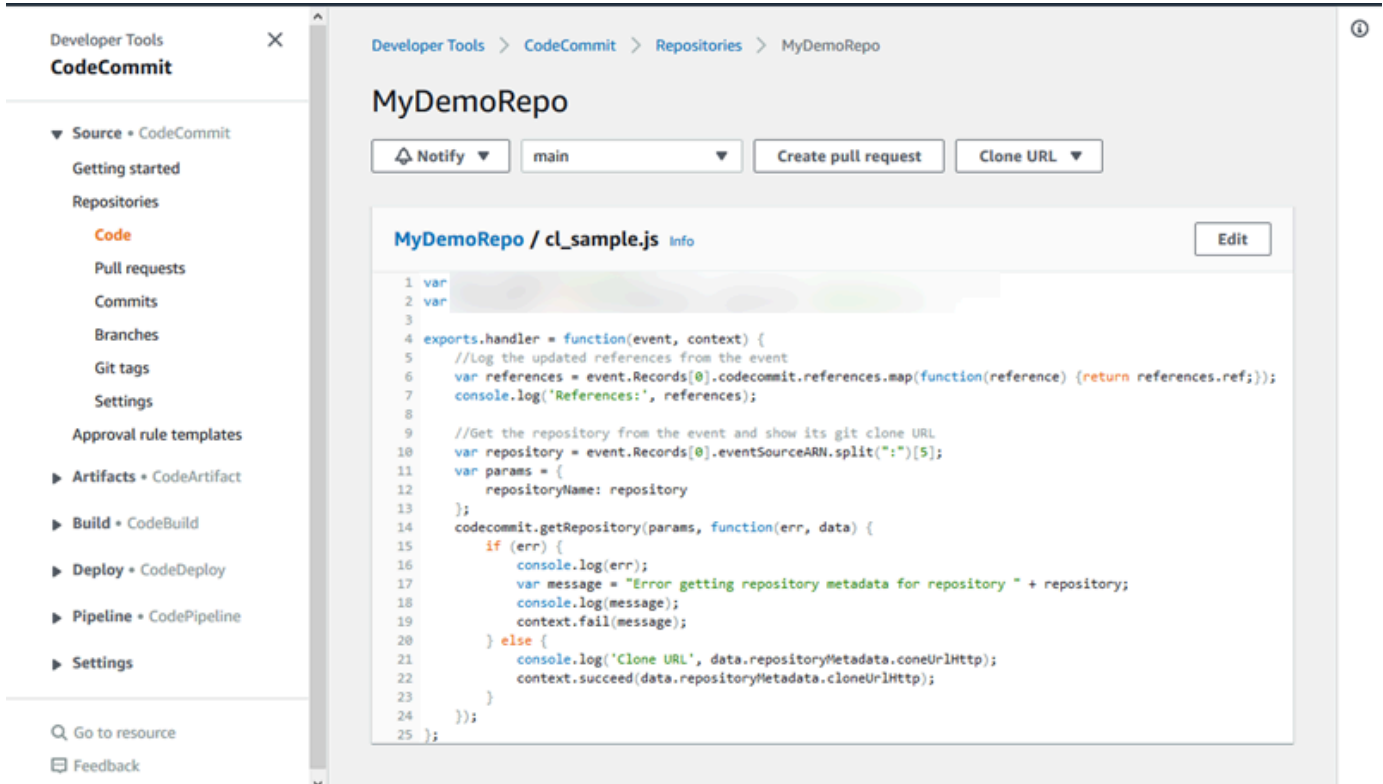 Developer Tools
CodeCommit
Source • CodeCommit
Getting started
Repositories
Code
Pull requests
Commits
Branches
Git tags
Settings
Approval rule templates
Artifacts • CodeArtifact
Build • CodeBuild
Deploy • CodeDeploy
Pipeline • CodePipeline
Settings
Go to resource
Feedback
Developer Tools > CodeCommit > Repositories > MyDemoRepo
MyDemoRepo
Notify main Create pull request Clone URL
MyDemoRepo / cl_sample.js Info Edit
1 var
2 var
3
4 exports.handler = function(event, context) {
5 //Log the updated references from the event
6 var references = event.Records[0].codecommit.references.map(function(reference) {return references.ref;});
7 console.log('References:', references);
8
9 //Get the repository from the event and show its git clone URL
10 var repository = event.Records[0].eventSourceARN.split(":")[5];
11 var params = {
12 repositoryName: repository
13 };
14 codecommit.getRepository(params, function(err, data) {
15 if (err) {
16 console.log(err);
17 var message = "Error getting repository metadata for repository " + repository;
18 console.log(message);
19 context.fail(message);
20 } else {
21 console.log('Clone URL', data.repositoryMetadata.coneUrlHttp);
22 context.succeed(data.repositoryMetadata.cloneUrlHttp);
23 }
24 });
25 };